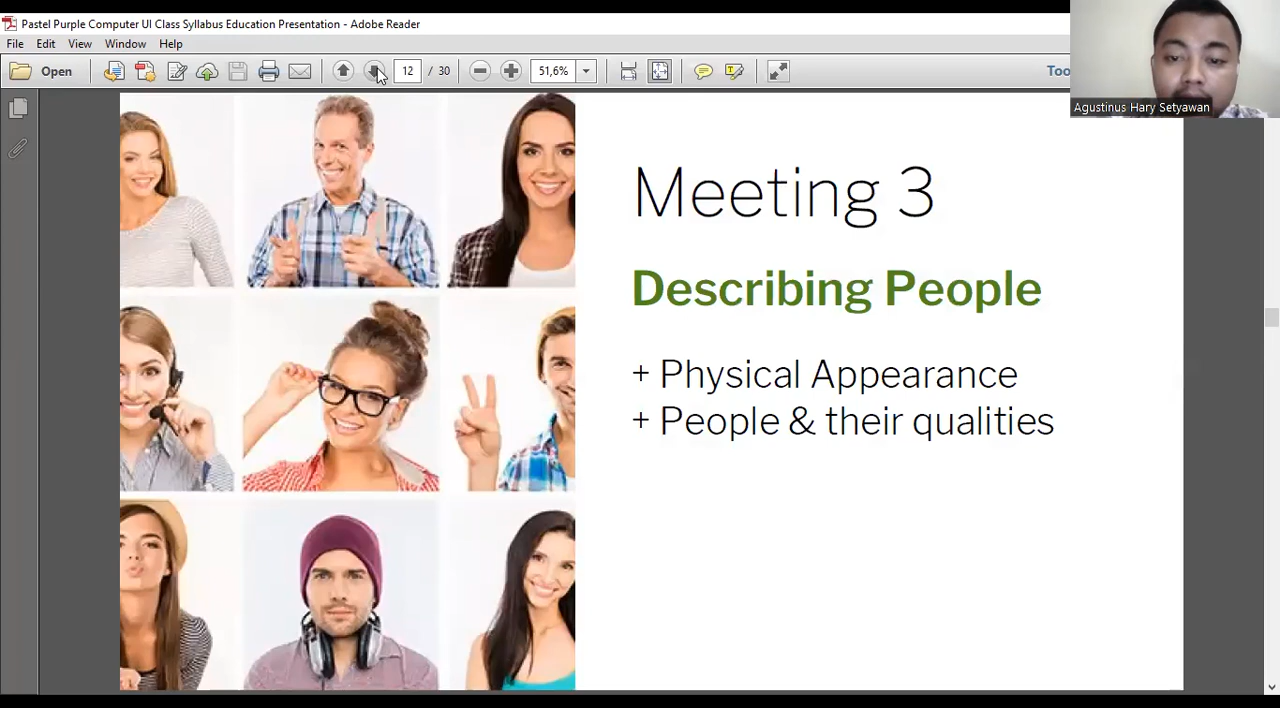 Pastel Purple Computer UI Class Syllabus Education Presentation - Adobe Reader
File Edit View Window Help
Open 12 / 30 51,6% Too
Agustinus Hary Setyawan
Meeting 3
Describing People
+ Physical Appearance
+ People & their qualities